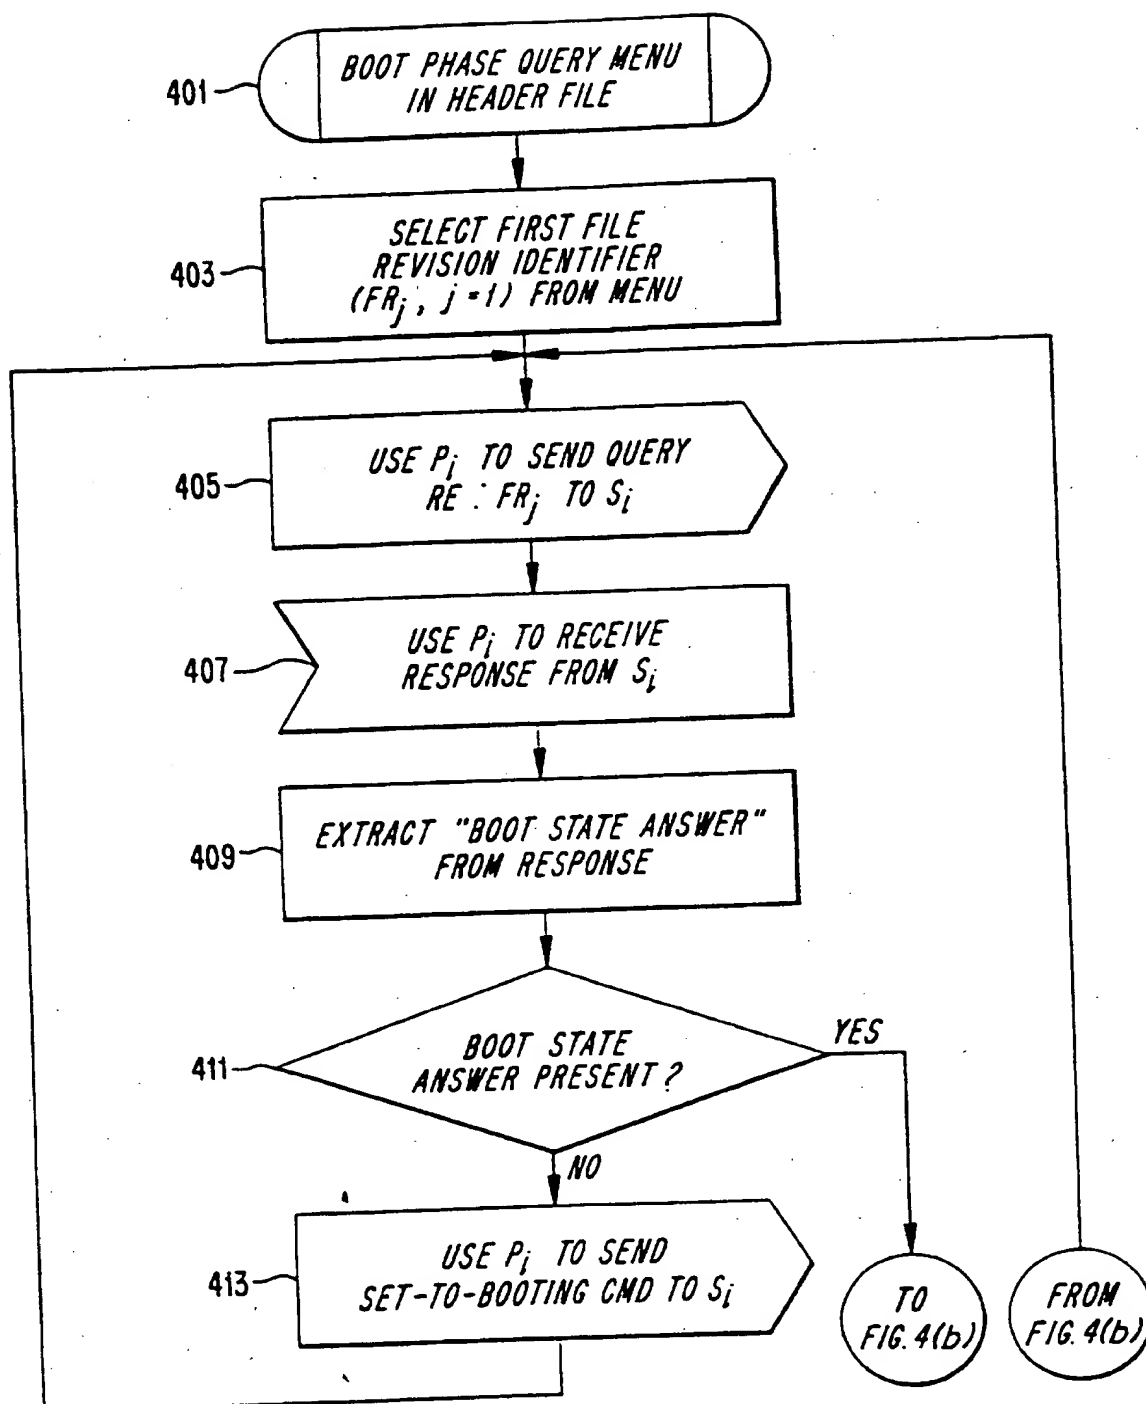 401
BOOT PHASE QUERY MENU
IN HEADER FILE
403
SELECT FIRST FILE
REVISION IDENTIFIER
(FRj, j=1) FROM MENU
405
USE Pi TO SEND QUERY
RE: FRj TO Si
407
USE Pi TO RECEIVE
RESPONSE FROM Si
409
EXTRACT "BOOT STATE ANSWER"
FROM RESPONSE
411
BOOT STATE
ANSWER PRESENT?
YES
NO
413
USE Pi TO SEND
SET-TO-BOOTING CMD TO Si
TO
FIG. 4(b)
FROM
FIG. 4(b)